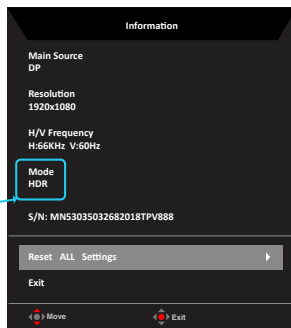 Information
Main Source
DP
Resolution
1920x1080
H/V Frequency
H:66KHz V:60Hz
Mode
HDR
S/N: MN53035032682018TPV888
Reset ALL Settings
Exit
Move Exit